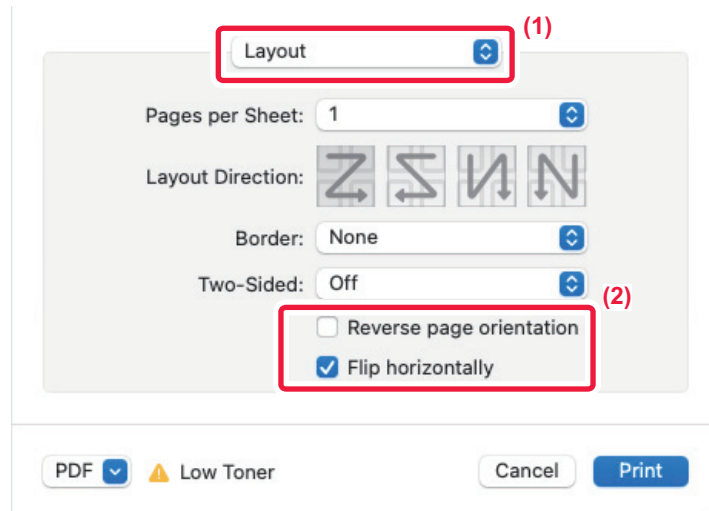 (1)
Layout
Pages per Sheet: 1
Layout Direction:
Border: None
Two-Sided: Off
(2)
Reverse page orientation
Flip horizontally
PDF Low Toner Cancel Print